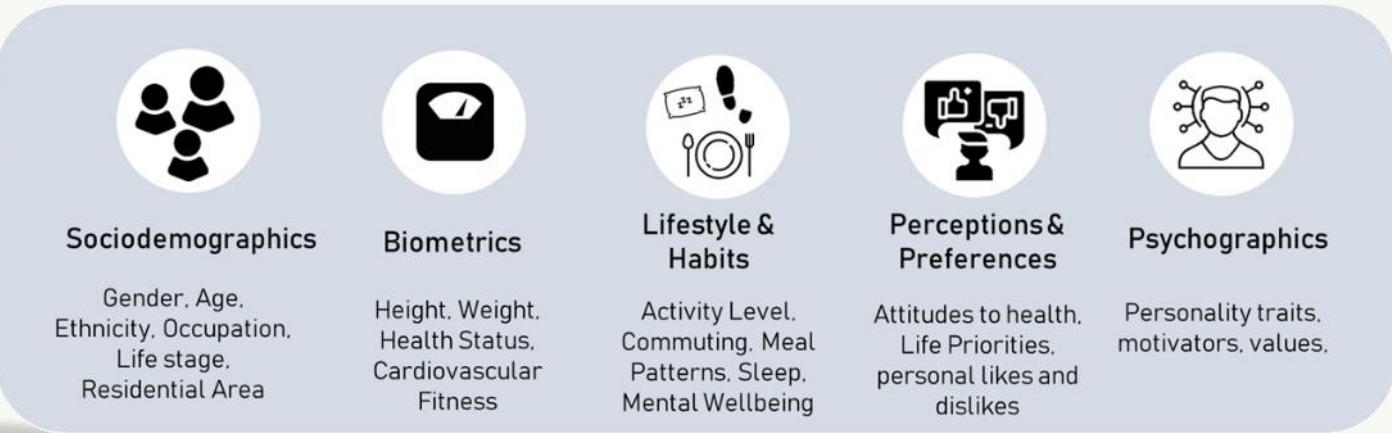 Sociodemographics
Gender, Age,
Ethnicity, Occupation,
Life stage,
Residential Area
Biometrics
Height, Weight,
Health Status,
Cardiovascular
Fitness
zzz
Lifestyle &
Habits
Activity Level,
Commuting, Meal
Patterns, Sleep,
Mental Wellbeing
Perceptions &
Preferences
Attitudes to health,
Life Priorities,
personal likes and
dislikes
Psychographics
Personality traits,
motivators, values,